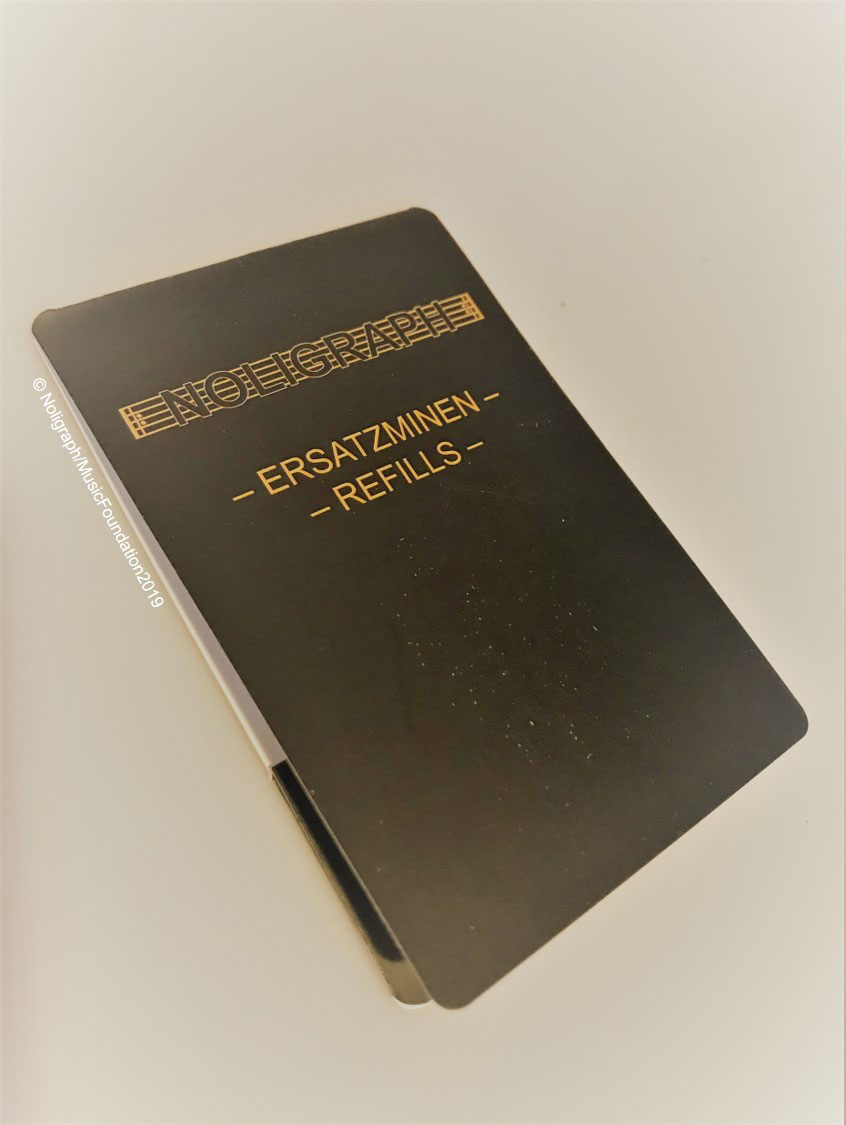 NOLIGRAPH
– ERSATZMINEN –
– REFILLS –
© Noligraph/MusicFoundation2019